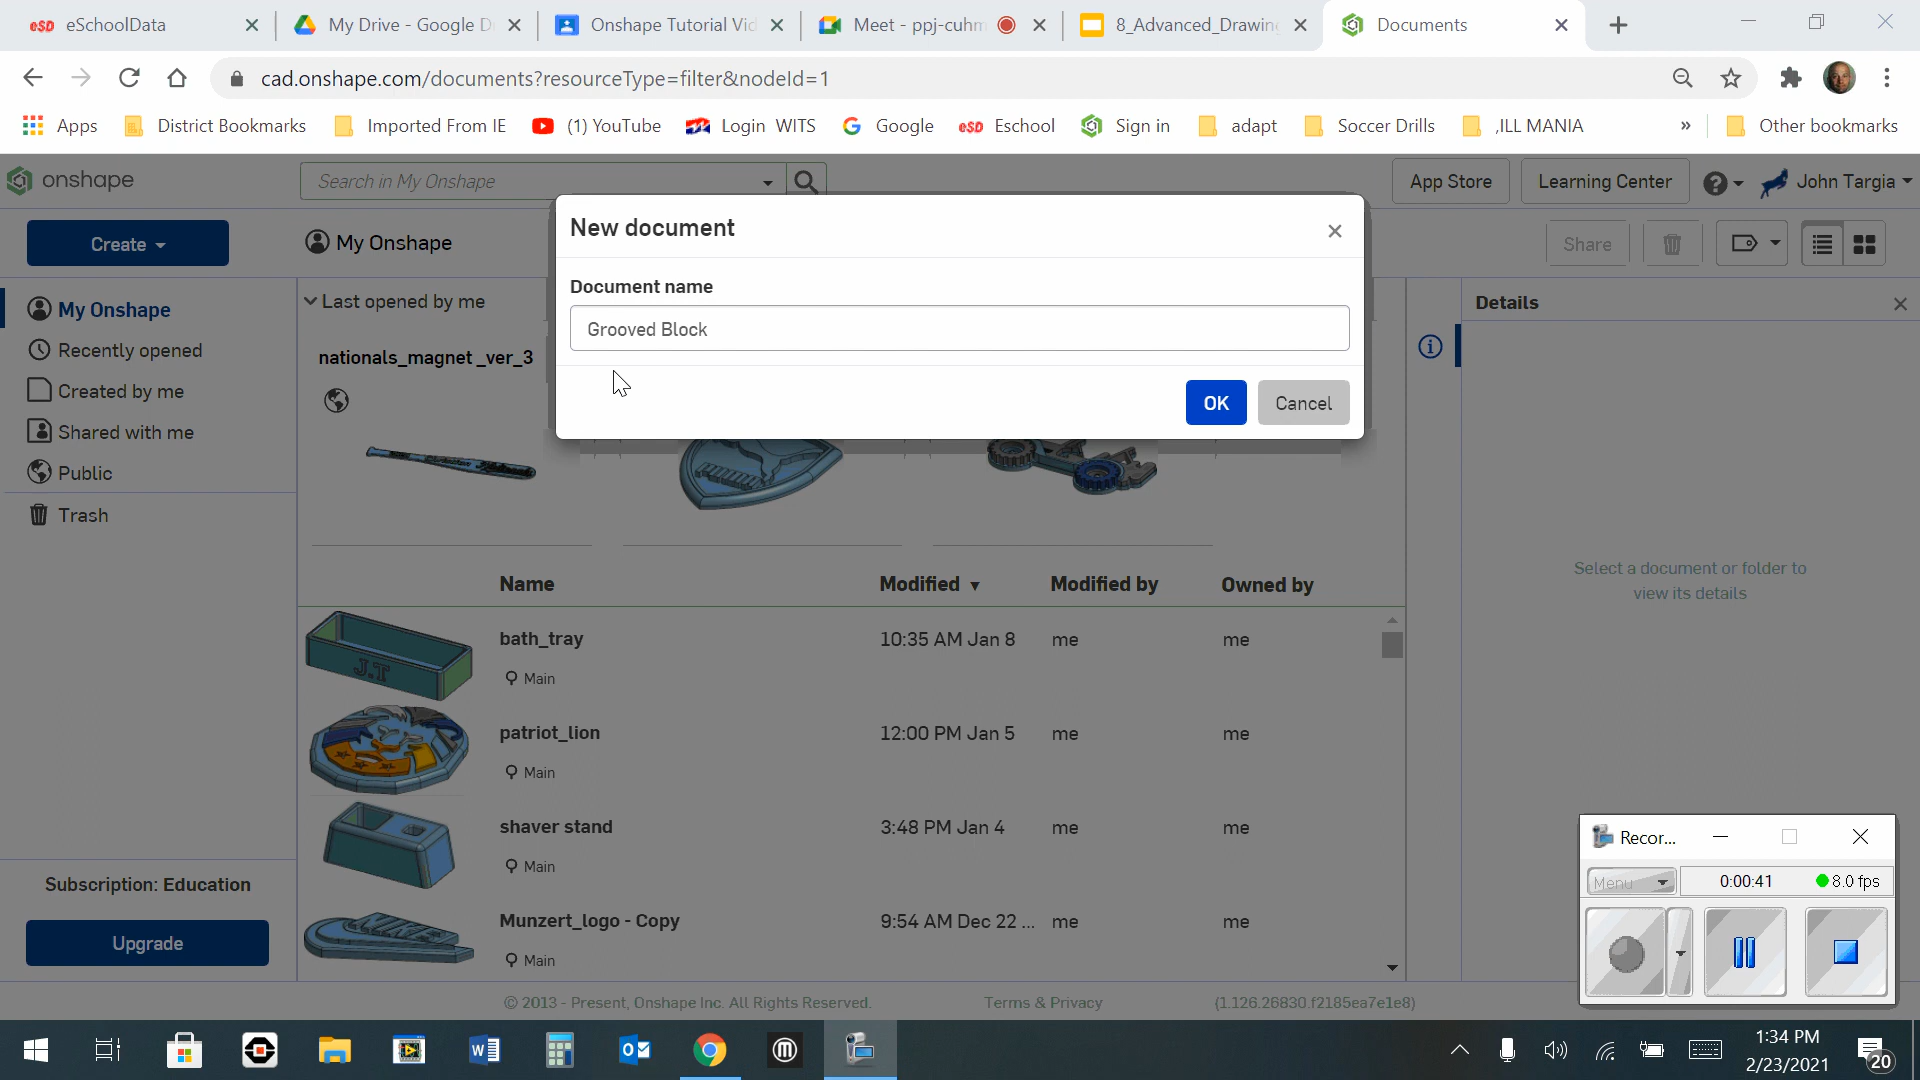 eSchoolData
My Drive - Google D
Onshape Tutorial Vid
Meet - ppj-cuhm
8_Advanced_Drawing
Documents
cad.onshape.com/documents?resourceType=filter&nodeId=1
Apps
District Bookmarks
Imported From IE
(1) YouTube
Login WITS
Google
Eschool
Sign in
adapt
Soccer Drills
,ILL MANIA
»
Other bookmarks
onshape
Search in My Onshape
App Store
Learning Center
John Targia
Create
My Onshape
Share
New document
Document name
Grooved Block
OK
Cancel
My Onshape
Recently opened
Created by me
Shared with me
Public
Trash
Last opened by me
nationals_magnet_ver_3
Details
Select a document or folder to
view its details
Name Modified Modified by Owned by
bath_tray 10:35 AM Jan 8 me me
Main
J.T
patriot_lion 12:00 PM Jan 5 me me
Main
shaver stand 3:48 PM Jan 4 me me
Main
Munzert_logo - Copy 9:54 AM Dec 22 ... me me
Main
Subscription: Education
Upgrade
© 2013 - Present, Onshape Inc. All Rights Reserved.
Terms & Privacy
(1.126.26830.f2185ea7e1e8)
Recor...
Menu
0:00:41
8.0 fps
1:34 PM
2/23/2021
20